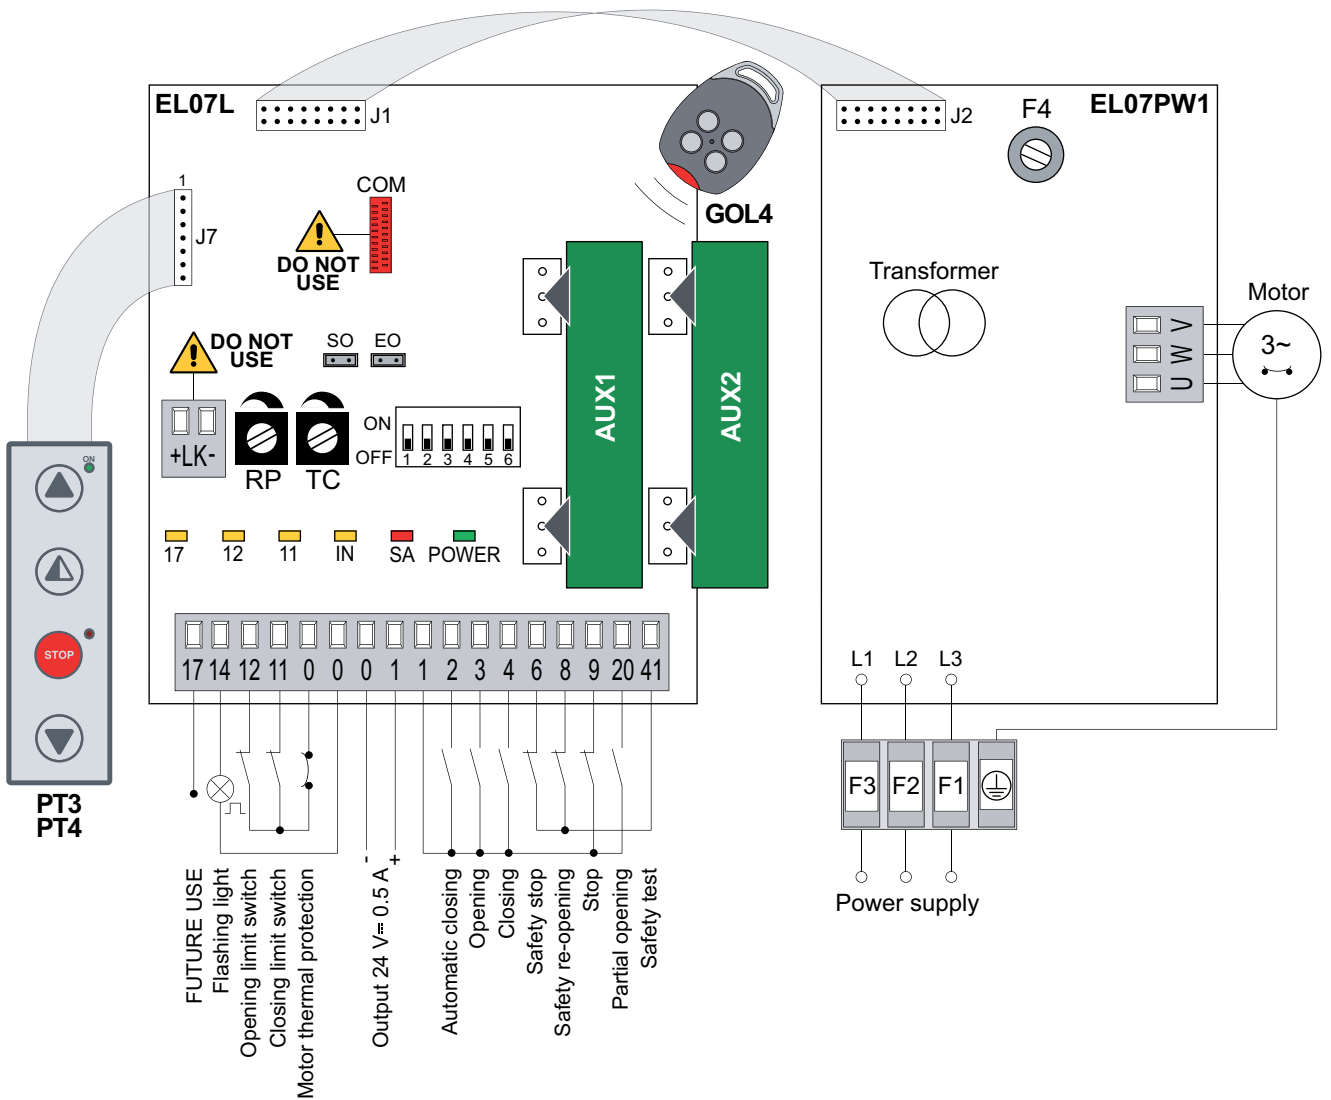 EL07L
J1
J2
F4
EL07PW1
1
J7
COM
DO NOT
USE
GOL4
Transformer
Motor
3~
V
W
U
DO NOT
USE
SO
EO
AUX1
AUX2
+LK-
RP
TC
ON
OFF
1 2 3 4 5 6
ON
STOP
PT3
PT4
17
12
11
IN
SA
POWER
17 14 12 11 0 0 0 1 1 2 3 4 6 8 9 20 41
L1
L2
L3
F3
F2
F1
Power supply
- +
FUTURE USE
Flashing light
Opening limit switch
Closing limit switch
Motor thermal protection
Output 24 V⎓ 0.5 A
Automatic closing
Opening
Closing
Safety stop
Safety re-opening
Stop
Partial opening
Safety test